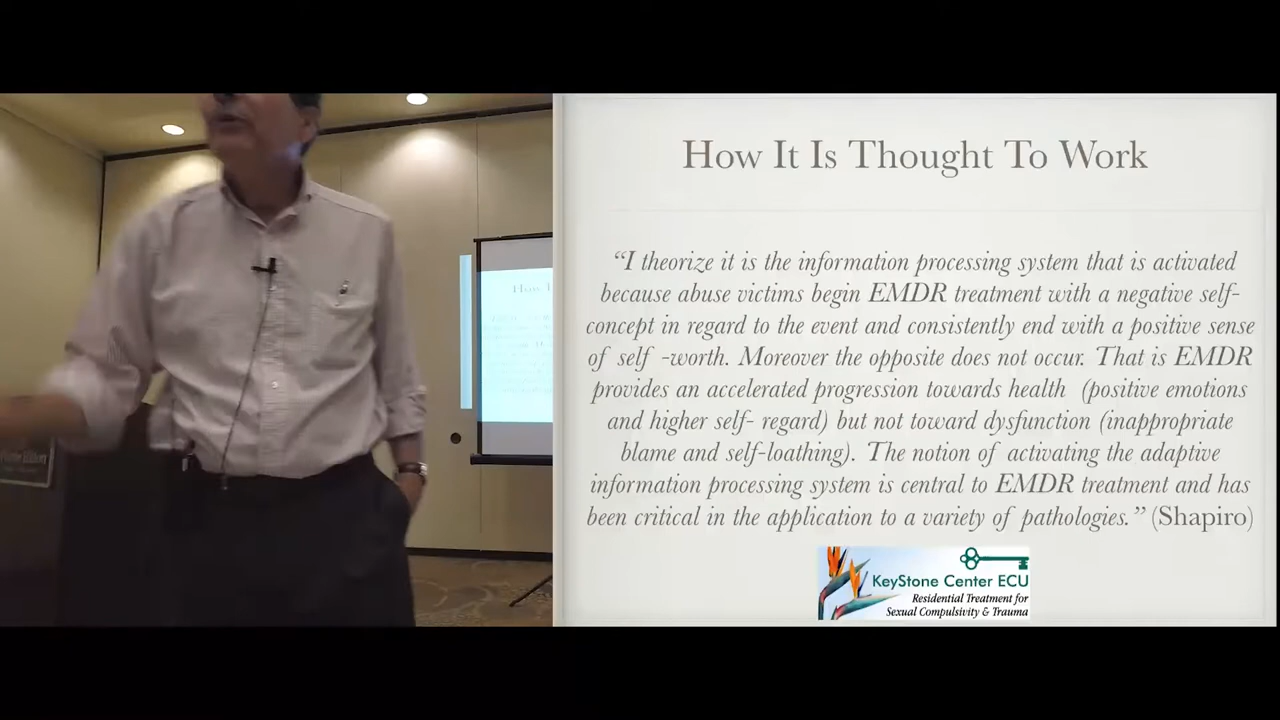 How It Is Thought To Work
“I theorize it is the information processing system that is activated
because abuse victims begin EMDR treatment with a negative self-
concept in regard to the event and consistently end with a positive sense
of self -worth. Moreover the opposite does not occur. That is EMDR
provides an accelerated progression towards health (positive emotions
and higher self- regard) but not toward dysfunction (inappropriate
blame and self-loathing). The notion of activating the adaptive
information processing system is central to EMDR treatment and has
been critical in the application to a variety of pathologies.” (Shapiro)
KeyStone Center ECU
Residential Treatment for
Sexual Compulsivity & Trauma
How I